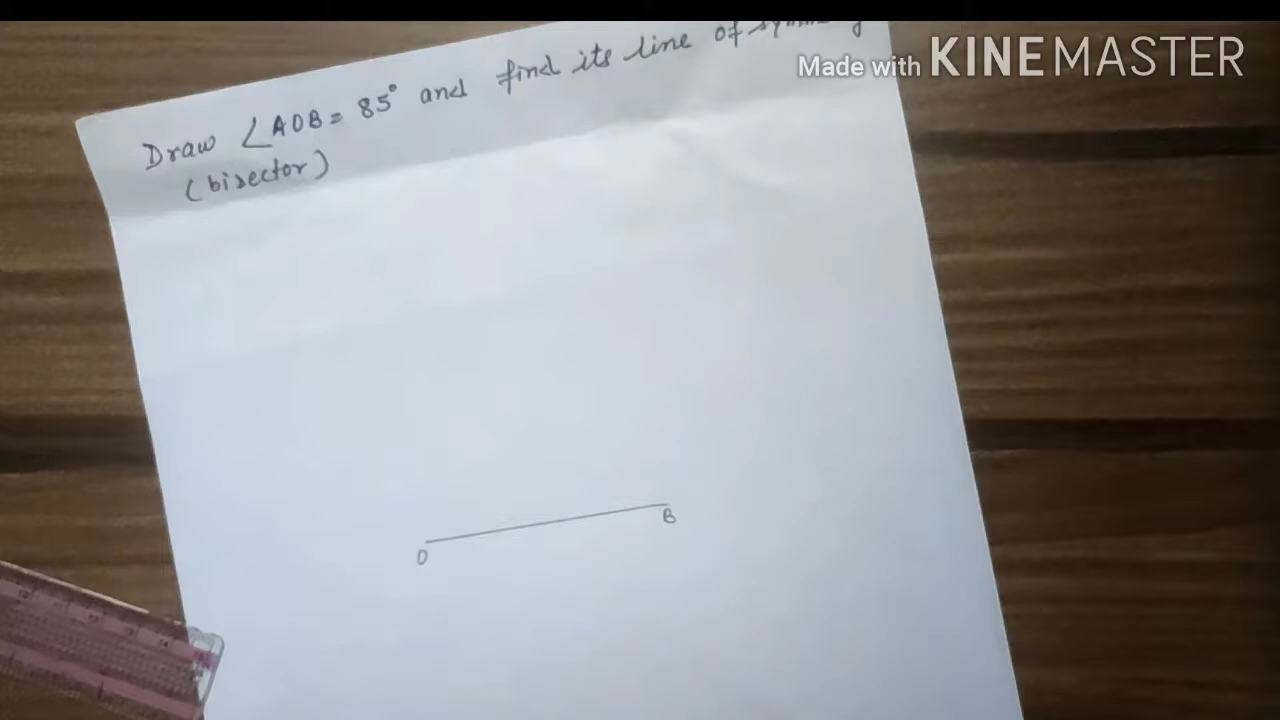 Made with KINEMASTER
Draw ∠AOB = 85° and find its line of
(bisector)
O
B